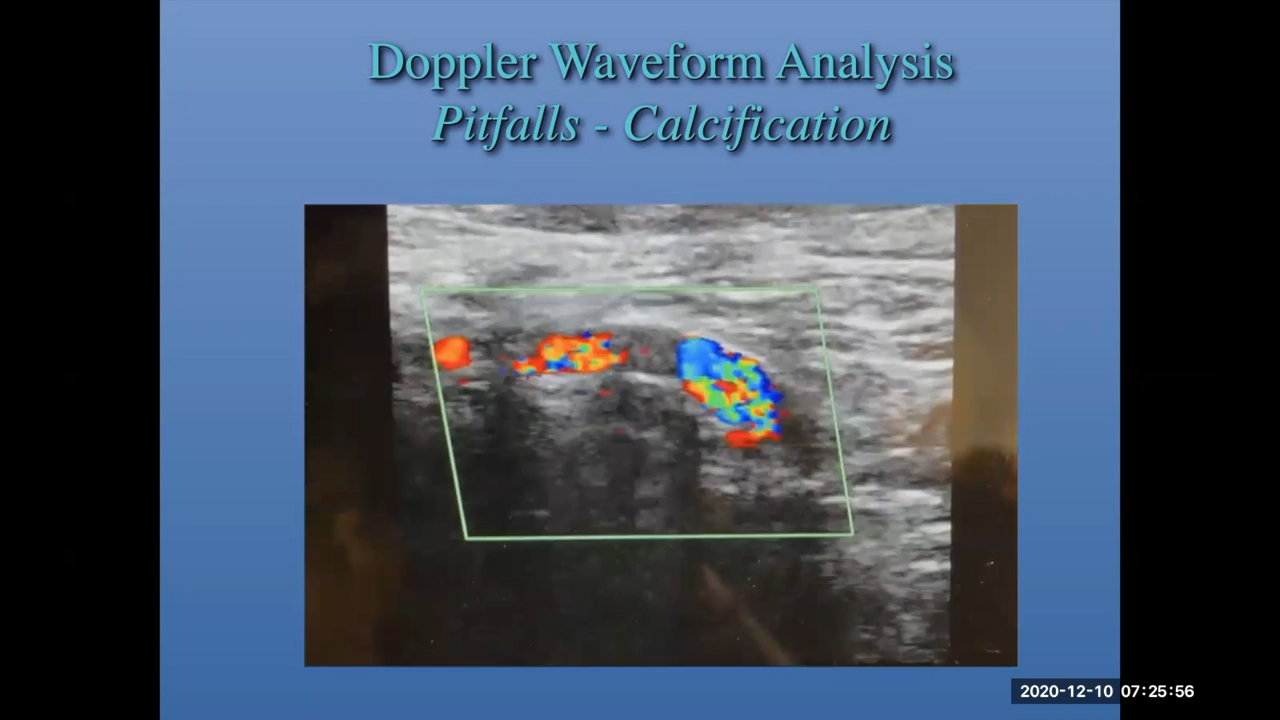 Doppler Waveform Analysis
Pitfalls - Calcification
2020-12-10 07:25:56